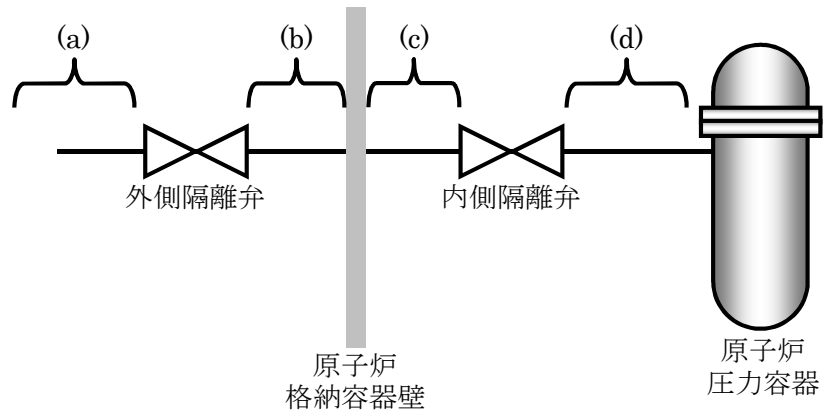 (a)
(b)
(c)
(d)
外側隔離弁
内側隔離弁
原子炉
格納容器壁
原子炉
圧力容器